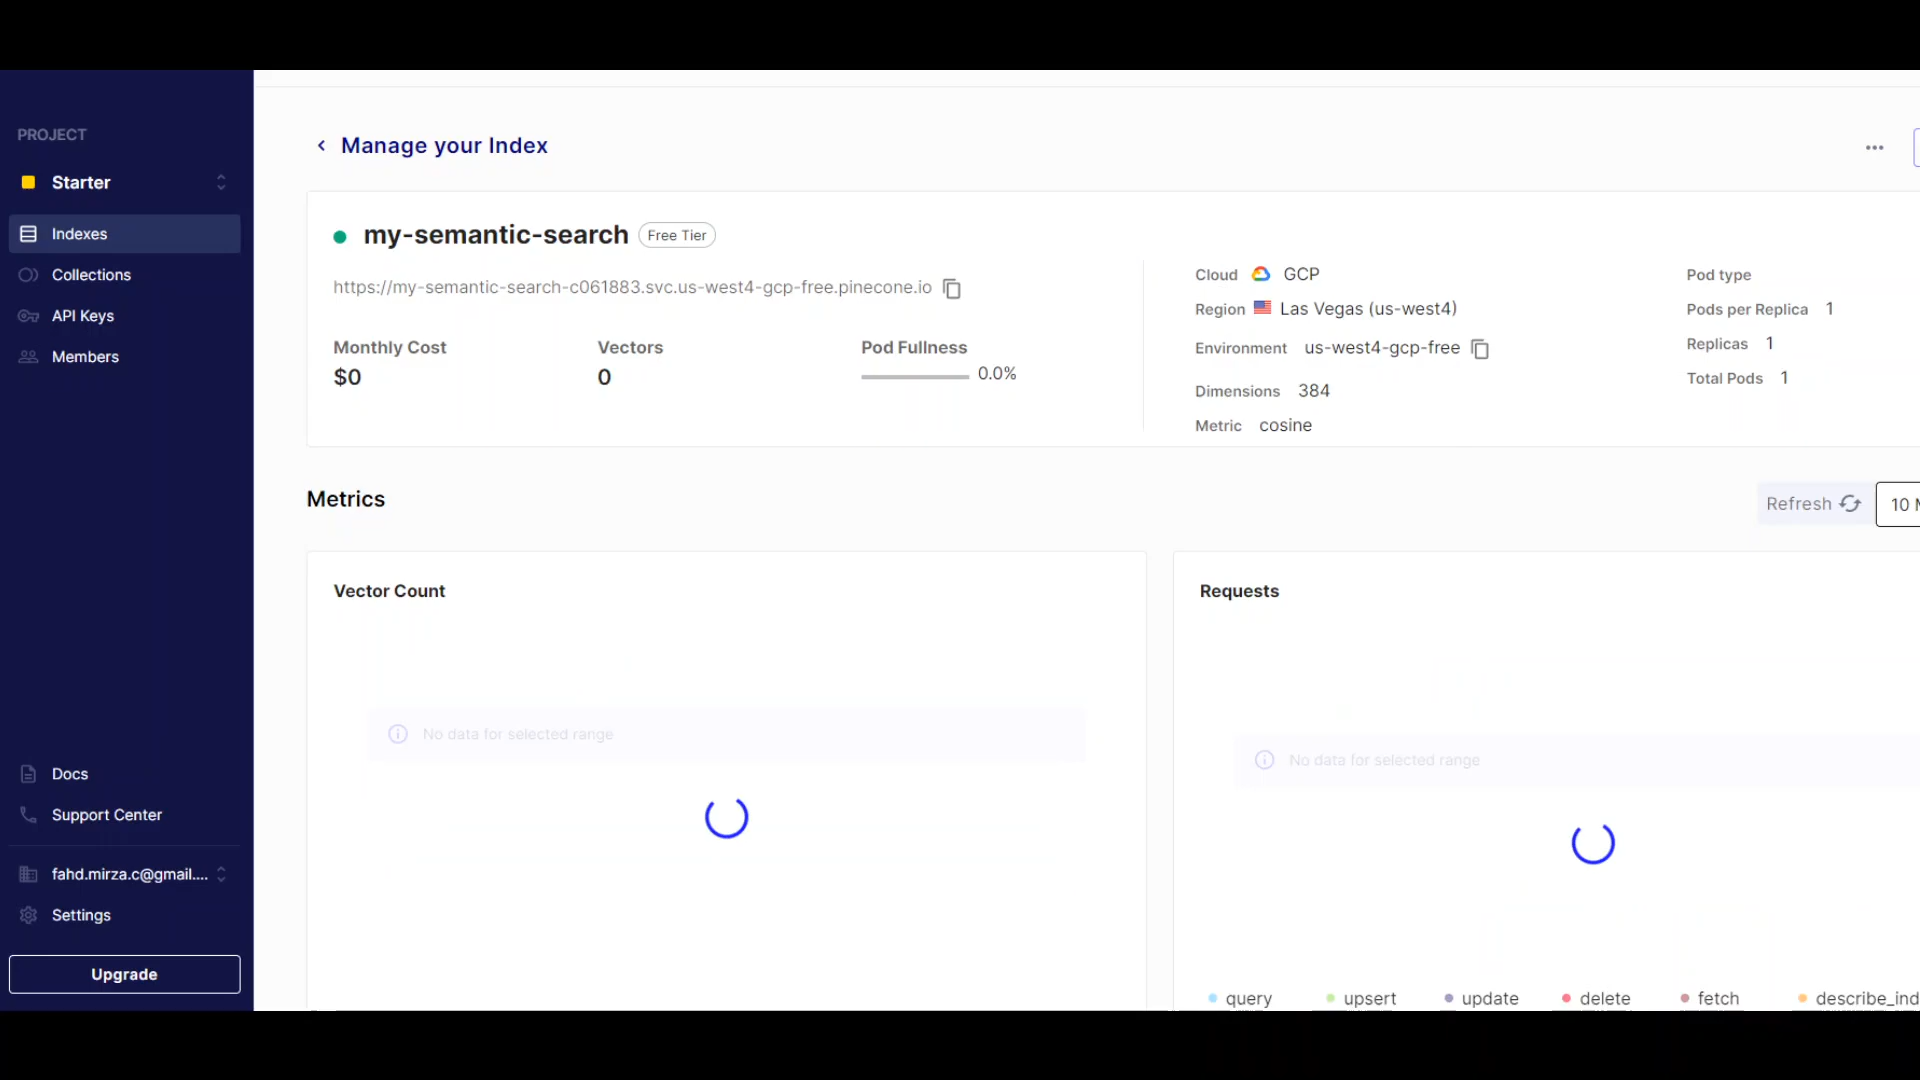 PROJECT
Starter
Indexes
Collections
API Keys
Members
Docs
Support Center
fahd.mirza.c@gmail....
Settings
Upgrade
Manage your Index
my-semantic-search Free Tier
https://my-semantic-search-c061883.svc.us-west4-gcp-free.pinecone.io
Monthly Cost
$0
Vectors
0
Pod Fullness
0.0%
Cloud GCP
Region Las Vegas (us-west4)
Environment us-west4-gcp-free
Dimensions 384
Metric cosine
Pod type
Pods per Replica 1
Replicas 1
Total Pods 1
Metrics
Refresh
10
Vector Count
No data for selected range
Requests
No data for selected range
query upsert update delete fetch describe_ind